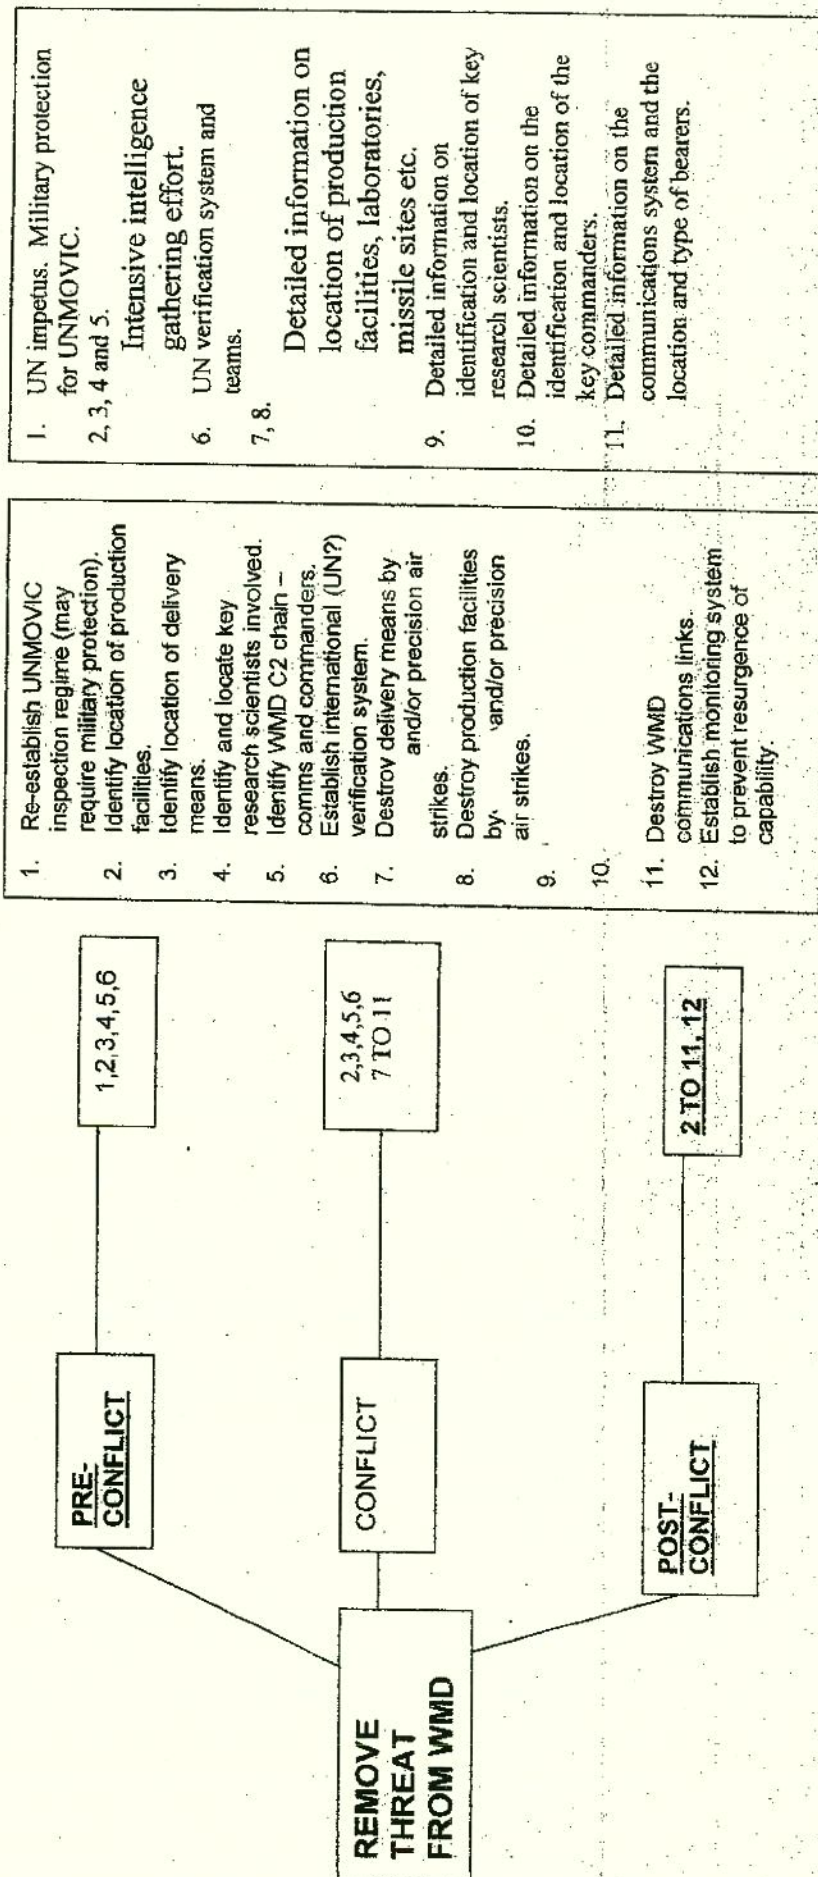 REMOVE
THREAT
FROM WMD
PRE-
CONFLICT
1,2,3,4,5,6
CONFLICT
2,3,4,5,6
7 TO 11
POST-
CONFLICT
2 TO 11, 12
1. Re-establish UNMOVIC
inspection regime (may
require military protection).
2. Identify location of production
facilities.
3. Identify location of delivery
means.
4. Identify and locate key
research scientists involved.
5. Identify WMD C2 chain –
comms and commanders.
6. Establish international (UN?)
verification system.
7. Destroy delivery means by
and/or precision air
strikes.
8. Destroy production facilities
by and/or precision
air strikes.
9.
10.
11. Destroy WMD
communications links.
12. Establish monitoring system
to prevent resurgence of
capability.
1. UN impetus. Military protection
for UNMOVIC.
2, 3, 4 and 5.
Intensive intelligence
gathering effort.
6. UN verification system and
teams.
7, 8.
Detailed information on
location of production
facilities, laboratories,
missile sites etc.
9. Detailed information on
identification and location of key
research scientists.
10. Detailed information on the
identification and location of the
key commanders.
11. Detailed information on the
communications system and the
location and type of bearers.